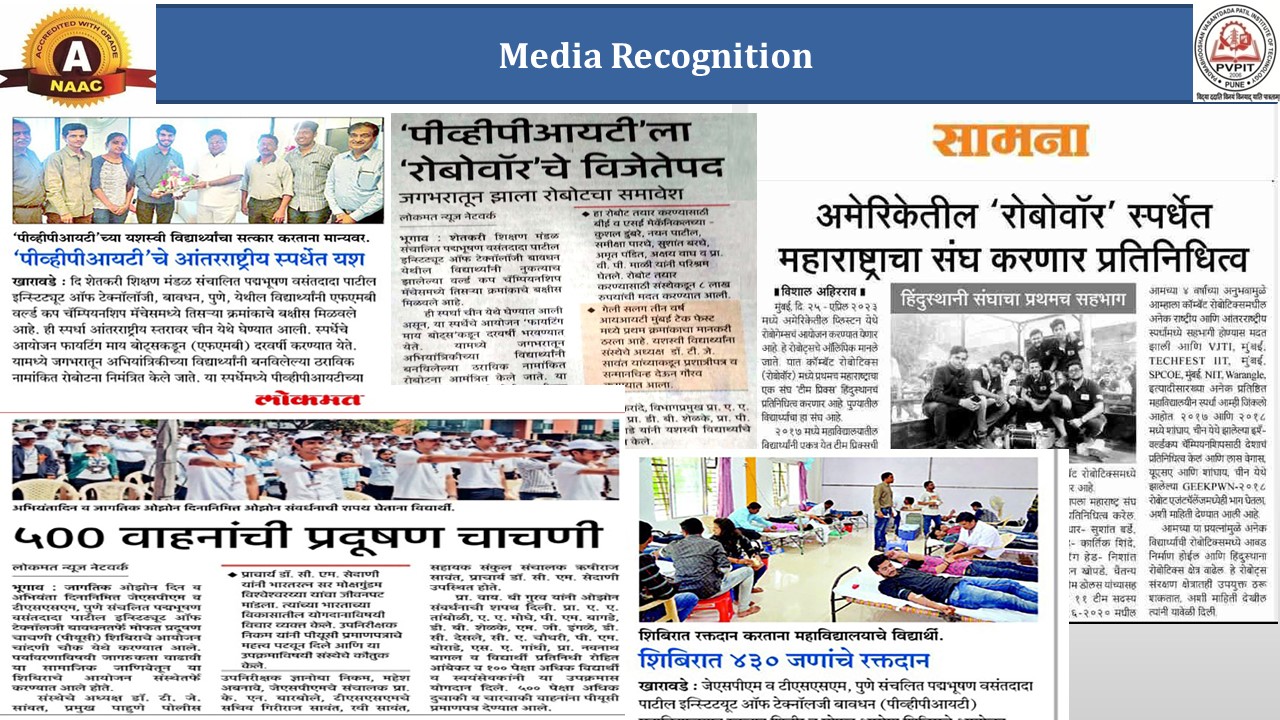 ACCREDITED WITH GRADE
A
NAAC
Media Recognition
PADMABHOOSHAN VASANTDADA PATIL INSTITUTE OF TECHNOLOGY
PVPIT
2006
PUNE
'पीव्हीपीआयटी'च्या यशस्वी विद्यार्थ्यांचा सत्कार करताना मान्यवर.
'पीव्हीपीआयटी'चे आंतरराष्ट्रीय स्पर्धेत यश
खारावडे : दि शेतकरी शिक्षण मंडळ संचालित पद्मभूषण वसंतदादा पाटील
इन्स्टिट्यूट ऑफ टेक्नॉलॉजी, बावधन, पुणे, येथील विद्यार्थ्यांनी एफएमबी
वर्ल्ड कप चॅम्पियनशिप मॅचेसमध्ये तिसऱ्या क्रमांकाचे बक्षीस मिळवले
आहे. ही स्पर्धा आंतरराष्ट्रीय स्तरावर चीन येथे घेण्यात आली. स्पर्धेचे
आयोजन फायटिंग माय बोट्स'कडून (एफएमबी) दरवर्षी करण्यात येते.
यामध्ये जगभरातून अभियांत्रिकीच्या विद्यार्थ्यांनी बनविलेल्या ठराविक
नामांकित रोबोटना निमंत्रित केले जाते. या स्पर्धेमध्ये पीव्हीपीआयटीच्या
लोकमत
'पीव्हीपीआयटी'ला
'रोबोवॉर'चे विजेतेपद
जगभरातून झाला रोबोटचा समावेश
लोकमत न्यूज नेटवर्क
भूगाव : शेतकरी शिक्षण मंडळ
संचालित पद्मभूषण वसंतदादा पाटील
इन्स्टिट्यूट ऑफ टेक्नॉलॉजी बावधन
येथील विद्यार्थ्यांनी नुकत्याच
झालेल्या वर्ल्ड कप चॅम्पियनशिप
मॅचेसमध्ये तिसऱ्या क्रमांकाचे बक्षिस
मिळवले आहे.
ही स्पर्धा चीन येथे घेण्यात आली
असून, या स्पर्धेचे आयोजन 'फायटिंग
माय बोट्स'कडून दरवर्षी भरवण्यात
येते. यामध्ये जगभरातून
अभियांत्रिकीच्या विद्यार्थ्यांनी
बनविलेल्या ठराविक नामांकित
रोबोटना आमंत्रित केले जाते. या
हा रोबोट तयार करण्यासाठी
बीई व एसई मेकॅनिकलच्या -
कुशाल डुंबरे, नयन पाटील,
समीक्षा पारधे, सुशांत बरधे,
अमृत पंडित, अक्षय वाघ व प्रा.
व्ही. पी. माळी यांनी परिश्रम
घेतले. रोबोट तयार
करण्यासाठी संस्थेकडून ८ लाख
रुपयांची मदत करण्यात आली.
गेली सलग तीन वर्ष
आयआयटी मुंबई टेक फेस्ट
मध्ये प्रथम क्रमांकाचा मानकरी
ठरला आहे. यशस्वी विद्यार्थ्यांनी
संस्थेचे अध्यक्ष डॉ. टी. जे.
सावंत यांच्याकडून प्रशस्तीपत्र व
सन्मानचिन्ह देऊन गौरव
करण्यात आला.
विभागप्रमुख प्रा. ए. ए.
प्रा. डी. बी. शेळके, प्रा. पी.
यांनी यशस्वी विद्यार्थ्यांचे
केले.
सामना
अमेरिकेतील 'रोबोवॉर' स्पर्धेत
महाराष्ट्राचा संघ करणार प्रतिनिधित्व
विशाल अहिरराव
मुंबई, दि. २५ - एप्रिल २०२३
मध्ये अमेरिकेतील प्लिस्टन येथे
रोबोगेम्सचं आयोजन करण्यात येणार
आहे. हे रोबोट्सचे ऑलिंपिक मानले
जाते. यात कॉम्बॅट रोबोटिक्स
(रोबोवॉर) मध्ये प्रथमच महाराष्ट्राचा
एक संघ 'टीम प्रिक्स' हिंदुस्थानचं
प्रतिनिधित्व करणार आहे. पुण्यातील
विद्यार्थ्यांचा हा संघ आहे.
२०१७ मध्ये महाविद्यालयातील
विद्यार्थ्यांनी एकत्र येत टीम प्रिक्सची
हिंदुस्थानी संघाचा प्रथमच सहभाग
आमच्या ४ वर्षांच्या अनुभवामुळे
आम्हाला कॉम्बॅट रोबोटिक्समधील
अनेक राष्ट्रीय आणि आंतरराष्ट्रीय
स्पर्धांमध्ये सहभागी होण्यास मदत
झाली आणि VJTI, मुंबई,
TECHFEST IIT, मुंबई,
SPCOE, मुंबई, NIT, Warangle,
इत्यादींसारख्या अनेक प्रतिष्ठित
महाविद्यालयीन स्पर्धा आम्ही जिंकलो
आहोत. २०१७ आणि २०१८
मध्ये शांघाय, चीन येथे झालेल्या
वर्ल्डकप चॅम्पियनशिपसाठी देशाचं
प्रतिनिधित्व केलं आणि लास वेगास,
यूएसए आणि शांघाय, चीन येथे
झालेल्या GEEKPWN-२०१८
रोबोट एजंटचॅलेंजमध्येही भाग घेतला,
अशी माहिती देण्यात आली आहे.
आमच्या या प्रयत्नांमुळे अनेक
विद्यार्थ्यांची रोबोटिक्समध्ये आवड
निर्माण होईल आणि हिंदुस्थानात
रोबोटिक्स क्षेत्र वाढेल. हे रोबोट्स
संरक्षण क्षेत्रातही उपयुक्त ठरू
शकतात, अशी माहिती देखील
त्यांनी यावेळी दिली.
रोबोटिक्समध्ये
आहे.
महाराष्ट्र संघ
प्रतिनिधित्व करेल.
सुशांत बर्डे,
कार्तिक शिंदे,
हेड- निशांत
खोपडे, चैतन्य
डोलस यांच्यासह
११ टीम सदस्य
-२०२० मधील
अभियंतादिन व जागतिक ओझोन दिनानिमित्त ओझोन संवर्धनाची शपथ घेताना विद्यार्थी.
५०० वाहनांची प्रदूषण चाचणी
लोकमत न्यूज नेटवर्क
भूगाव : जागतिक ओझोन दिन व
अभियंता दिनानिमित्त जेएसपीएम व
टीएसएसएम, पुणे संचलित पद्मभूषण
वसंतदादा पाटील इन्स्टिट्यूट ऑफ
टेक्नॉलॉजी बावधनतर्फे मोफत प्रदूषण
चाचणी (पीयूसी) शिबिराचे आयोजन
चांदणी चौक येथे करण्यात आले.
पर्यावरणाविषयी जागरूकता वाढावी
या सामाजिक जाणिवेतून या
शिबिराचे आयोजन संस्थेतर्फे
करण्यात आले होते.
संस्थेचे अध्यक्ष डॉ. टी. जे.
सांवत, प्रमुख पाहुणे पोलीस
प्राचार्य डॉ. सी. एम. सेदाणी
यांनी भारतरत्न सर मोक्षगुंडम
विश्वेश्वरय्या यांचा जीवनपट
मांडला. त्यांच्या भारताच्या
विकासातील योगदानाविषयी
विचार व्यक्त केले. उपनिरीक्षक
निकम यांनी पीयूसी प्रमाणपत्राचे
महत्त्व पटवून दिले आणि या
उपक्रमाविषयी संस्थेचे कौतुक
केले.
उपनिरीक्षक ज्ञानोबा निकम, महेश
अबनावे, जेएसपीएमचे संचालक प्रा.
के. एन. बारबोले, टीएसएसएमचे
सचिव गिरीराज सावंत, रवी सावंत,
सहायक संकुल संचालक ऋषीराज
सावंत, प्राचार्य डॉ. सी. एम. सेदाणी
उपस्थित होते.
प्रा. वाय. बी गुरव यांनी ओझोन
संवर्धनाची शपथ दिली. प्रा. ए. ए.
तांबोळी, ए. ए. मोघे, पी. एम. बागडे,
डी. बी. शेळके, एम. जी. इंगळे, डी.
सी. देसले, सी. ए. चौधरी, पी. एम.
घोराडे, एस. ए. गांधी, प्रा. नवनाथ
बागल व विद्यार्थी प्रतिनिधी रोहित
आंधेकर व १०० पेक्षा अधिक विद्यार्थी
व स्वयंसेवकांनी या उपक्रमास
योगदान दिले. ५०० पेक्षा अधिक
दुचाकी व चारचाकी वाहनांना पीयूसी
प्रमाणपत्र देण्यात आले.
शिबिरात रक्तदान करताना महाविद्यालयाचे विद्यार्थी.
शिबिरात ४३० जणांचे रक्तदान
खारावडे : जेएसपीएम व टीएसएसएम, पुणे संचलित पद्मभूषण वसंतदादा
पाटील इन्स्टिट्यूट ऑफ टेक्नॉलॉजी बावधन (पीव्हीपीआयटी)